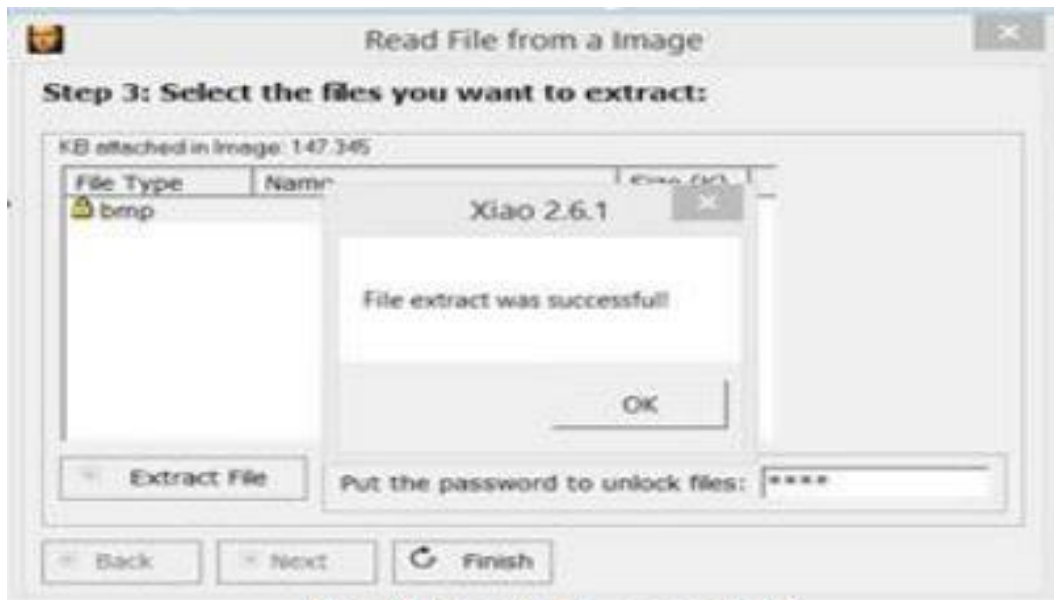 Read File from a Image
Step 3: Select the files you want to extract:
KB attached in Image: 147.345
File Type Name Size (K)
bmp
Xiao 2.6.1
File extract was successful!
OK
Extract File
Put the password to unlock files: ****
Back Next Finish